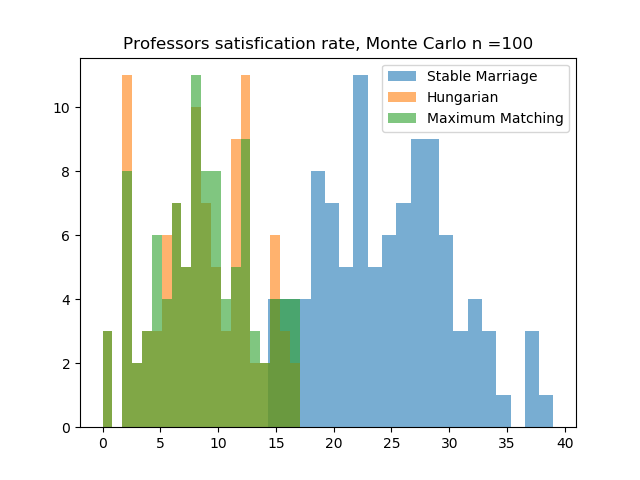 Professors satisfication rate, Monte Carlo n =100
Stable Marriage
Hungarian
Maximum Matching
10
8
6
4
2
0
0 5 10 15 20 25 30 35 40